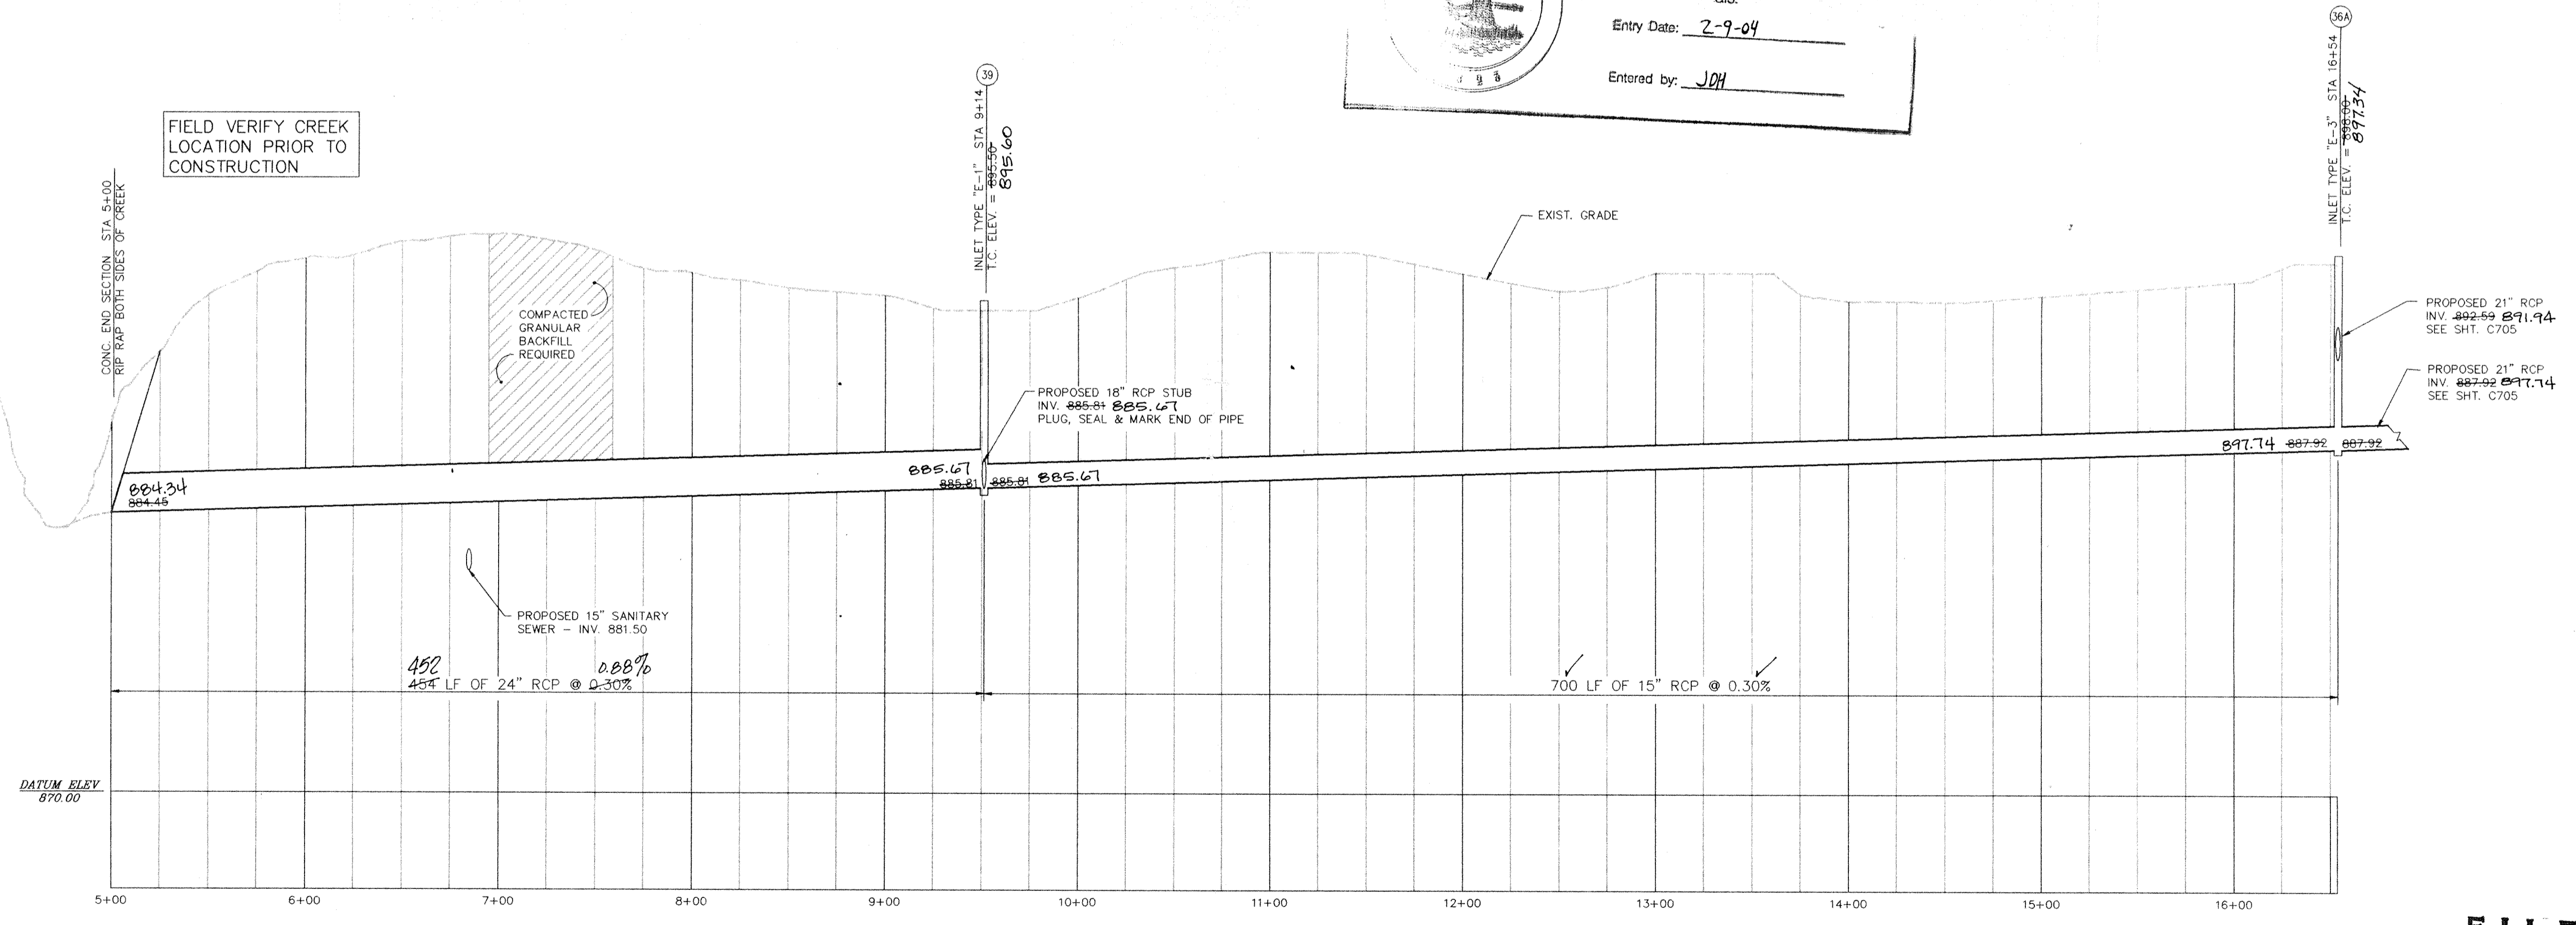 Entry Date: 2-9-04
Entered by: JDH
FIELD VERIFY CREEK
LOCATION PRIOR TO
CONSTRUCTION
CONC. END SECTION STA 5+00
RIP RAP BOTH SIDES OF CREEK
39
INLET TYPE "E-1" STA 9+14
T.C. ELEV. = 895.50
895.60
36A
INLET TYPE "E-3" STA 16+54
T.C. ELEV. = 898.00
897.34
EXIST. GRADE
COMPACTED
GRANULAR
BACKFILL
REQUIRED
PROPOSED 21" RCP
INV. 892.59 891.94
SEE SHT. C705
PROPOSED 21" RCP
INV. 887.92 897.74
SEE SHT. C705
PROPOSED 18" RCP STUB
INV. 885.81 885.67
PLUG, SEAL & MARK END OF PIPE
897.74 887.92 887.92
885.67
885.81 885.81 885.67
884.34
884.45
PROPOSED 15" SANITARY
SEWER - INV. 881.50
452 0.88%
454 LF OF 24" RCP @ 0.30%
700 LF OF 15" RCP @ 0.30%
DATUM ELEV
870.00
5+00 6+00 7+00 8+00 9+00 10+00 11+00 12+00 13+00 14+00 15+00 16+00